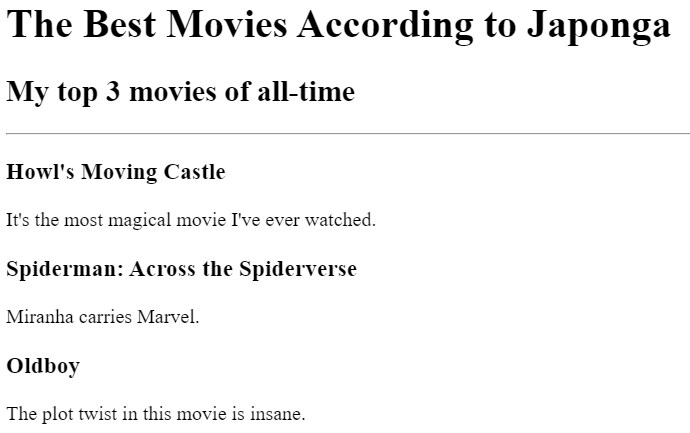 The Best Movies According to Japonga
My top 3 movies of all-time
Howl's Moving Castle
It's the most magical movie I've ever watched.
Spiderman: Across the Spiderverse
Miranha carries Marvel.
Oldboy
The plot twist in this movie is insane.